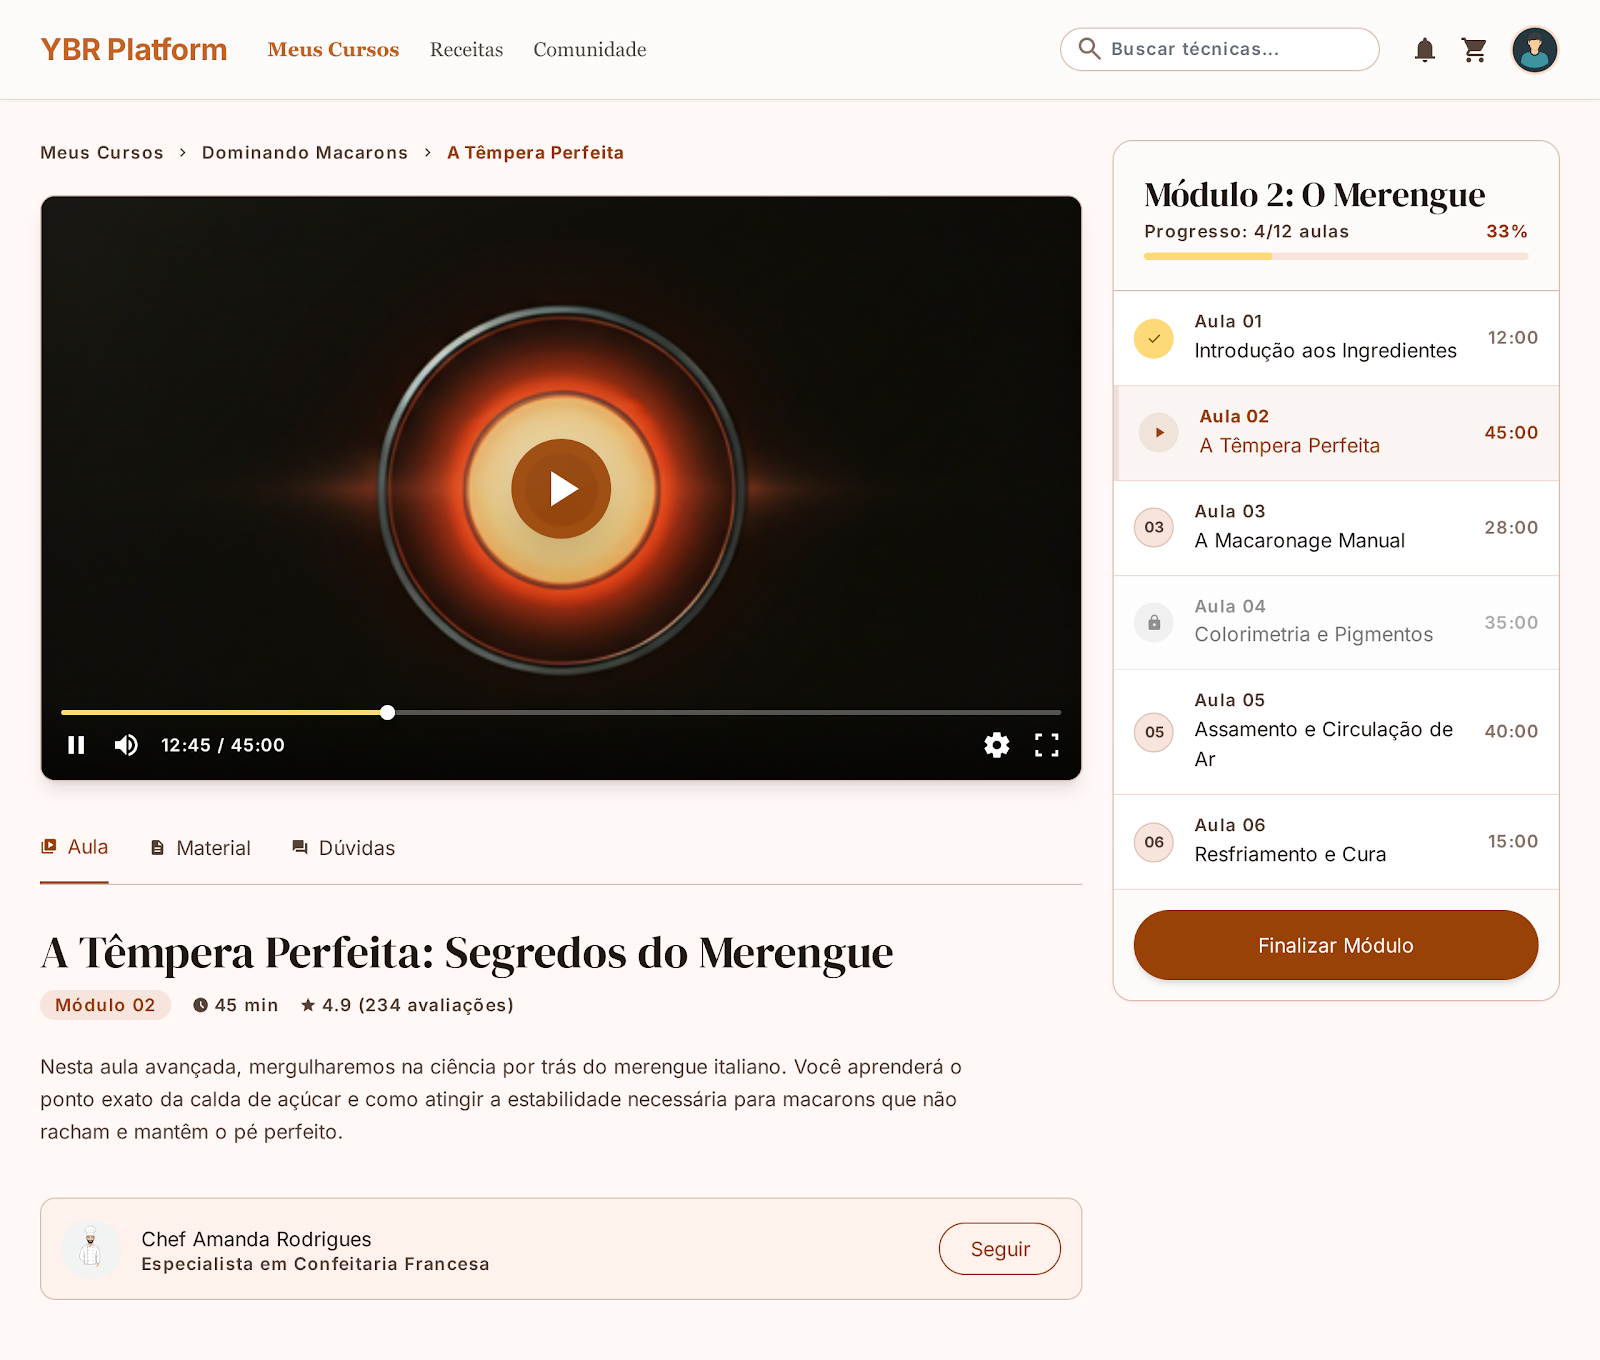 YBR Platform
Meus Cursos
Receitas
Comunidade
Buscar técnicas...
Meus Cursos
Dominando Macarons
A Têmpera Perfeita
12:45 / 45:00
Aula
Material
Dúvidas
A Têmpera Perfeita: Segredos do Merengue
Módulo 02
45 min
4.9 (234 avaliações)
Nesta aula avançada, mergulharemos na ciência por trás do merengue italiano. Você aprenderá o
ponto exato da calda de açúcar e como atingir a estabilidade necessária para macarons que não
racham e mantêm o pé perfeito.
Chef Amanda Rodrigues
Especialista em Confeitaria Francesa
Seguir
Módulo 2: O Merengue
Progresso: 4/12 aulas
33%
Aula 01
Introdução aos Ingredientes
12:00
Aula 02
A Têmpera Perfeita
45:00
03
Aula 03
A Macaronage Manual
28:00
Aula 04
Colorimetria e Pigmentos
35:00
05
Aula 05
Assamento e Circulação de
Ar
40:00
06
Aula 06
Resfriamento e Cura
15:00
Finalizar Módulo